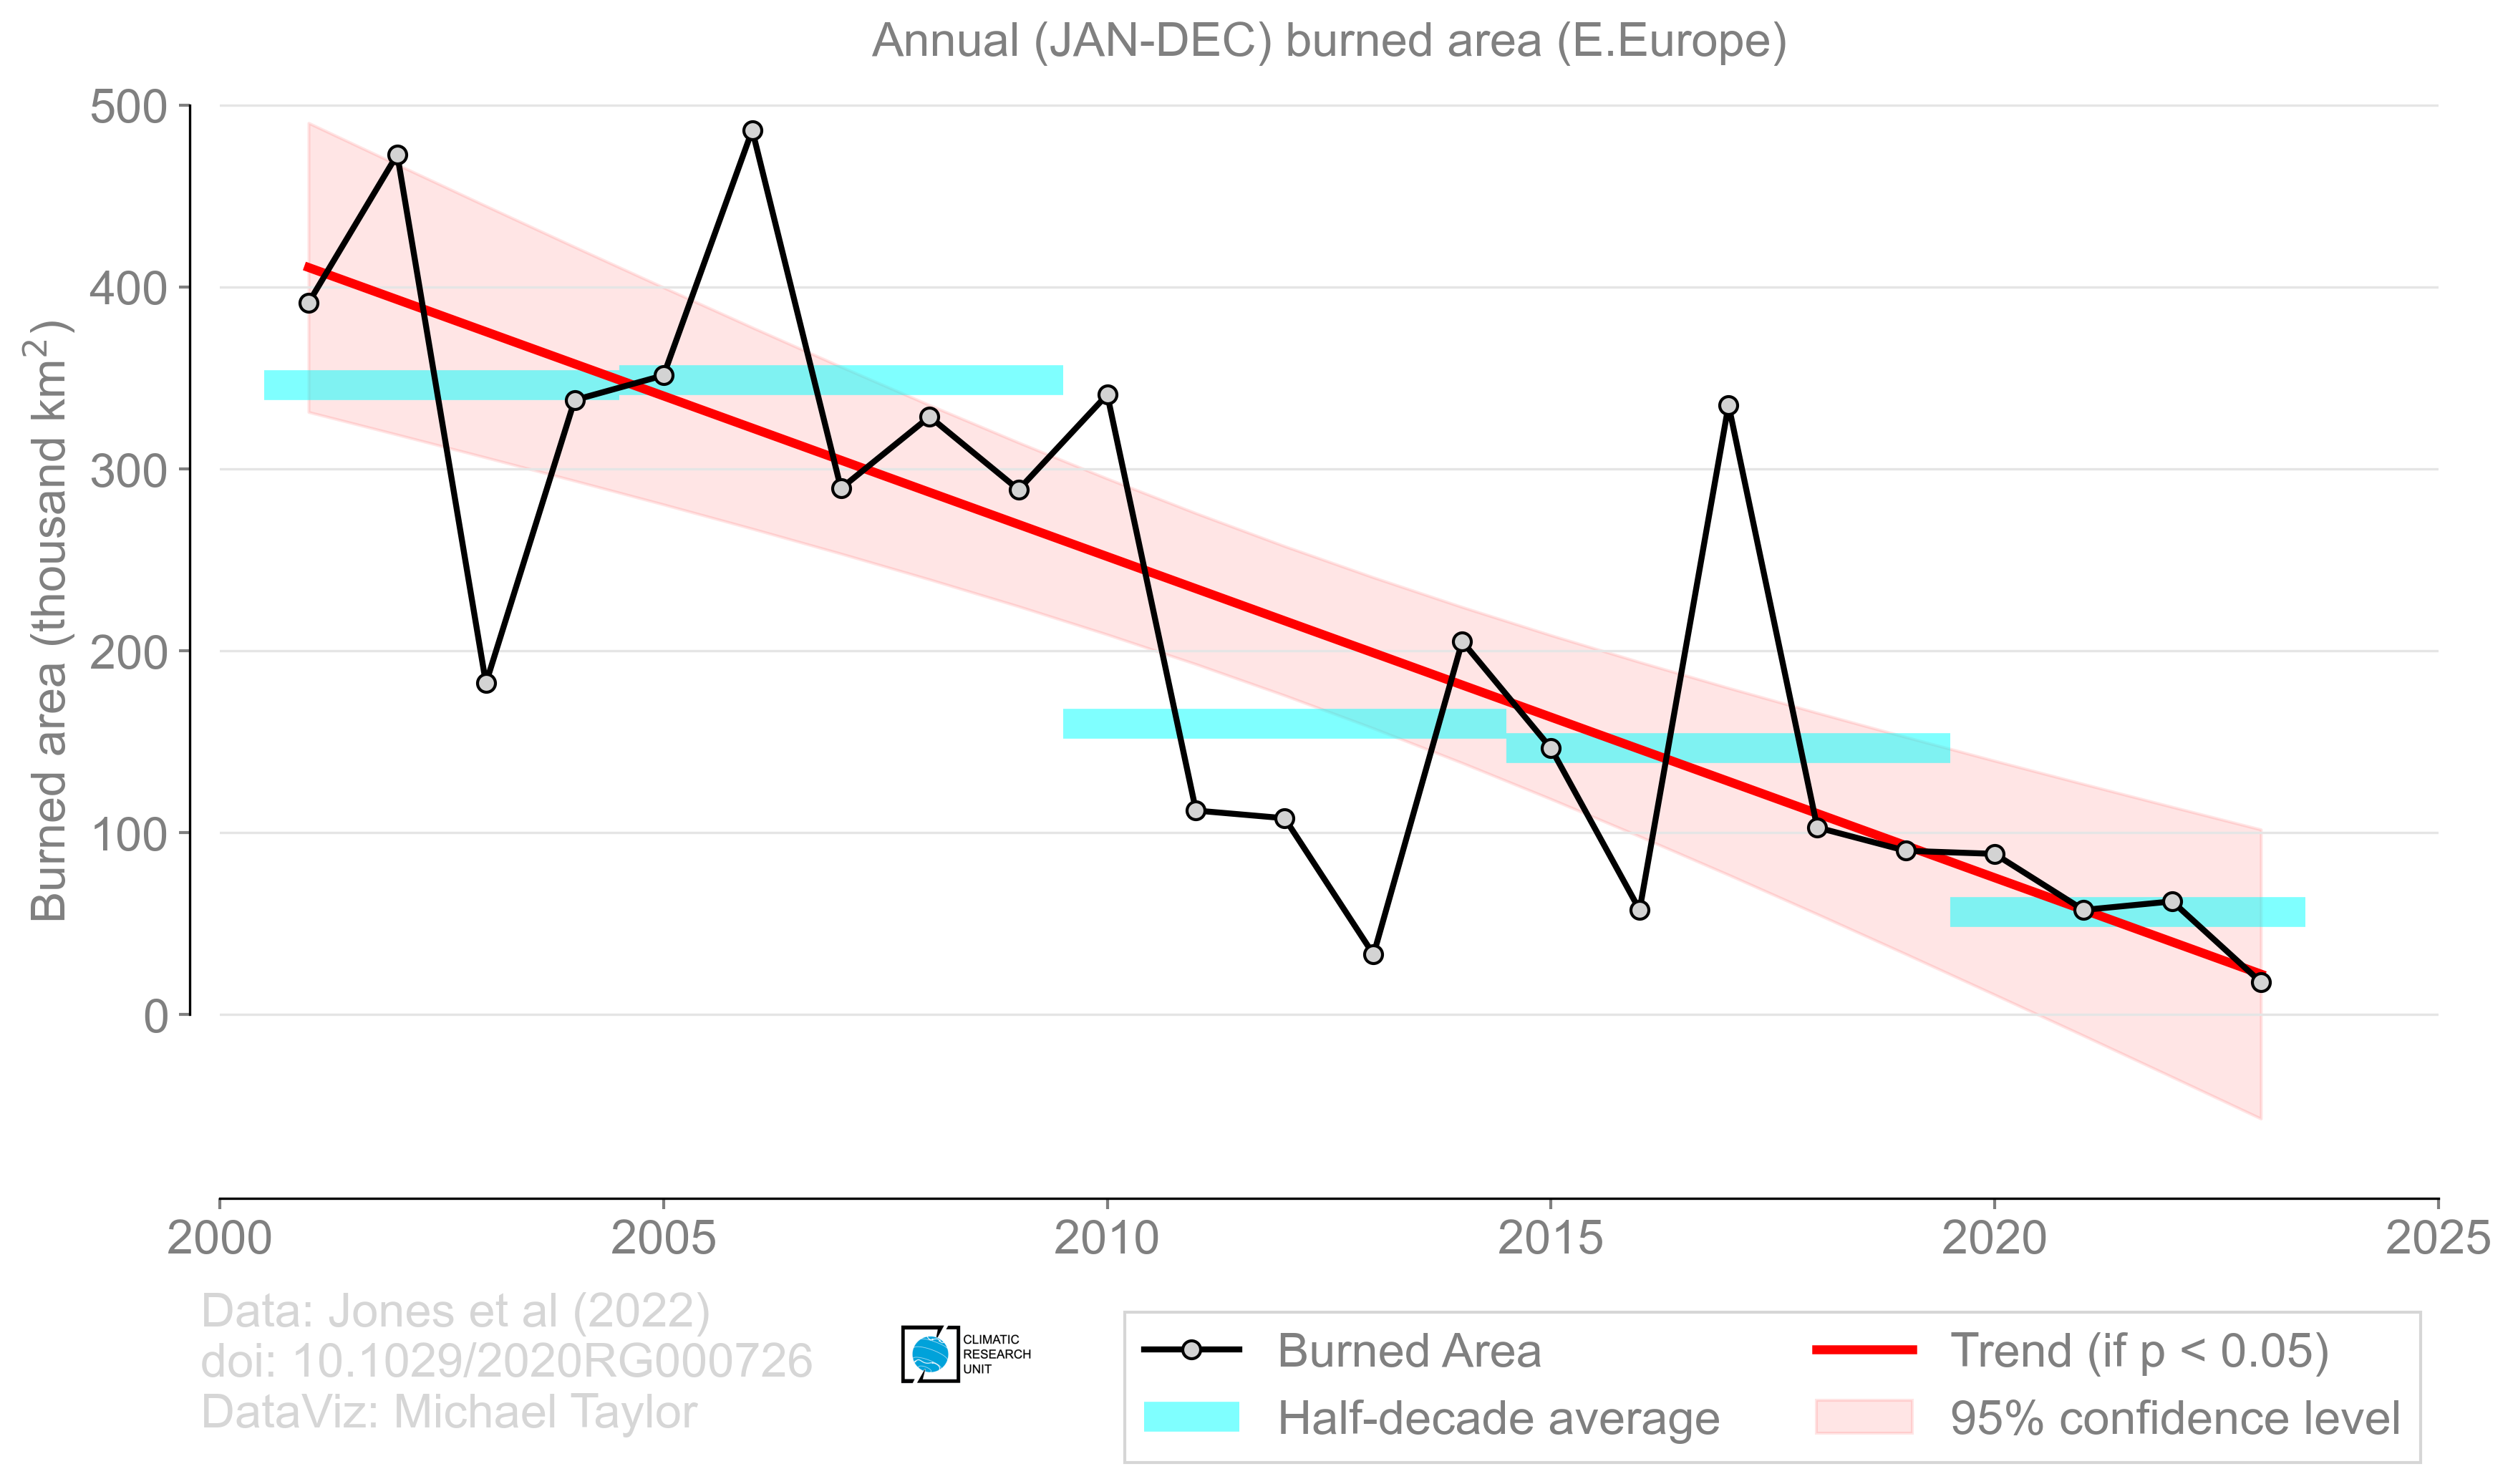 Annual (JAN-DEC) burned area (E.Europe)
Burned area (thousand km²)
500
400
300
200
100
0
2000
2005
2010
2015
2020
2025
Data: Jones et al (2022)
doi: 10.1029/2020RG000726
DataViz: Michael Taylor
CLIMATIC
RESEARCH
UNIT
Burned Area
Half-decade average
Trend (if p < 0.05)
95% confidence level